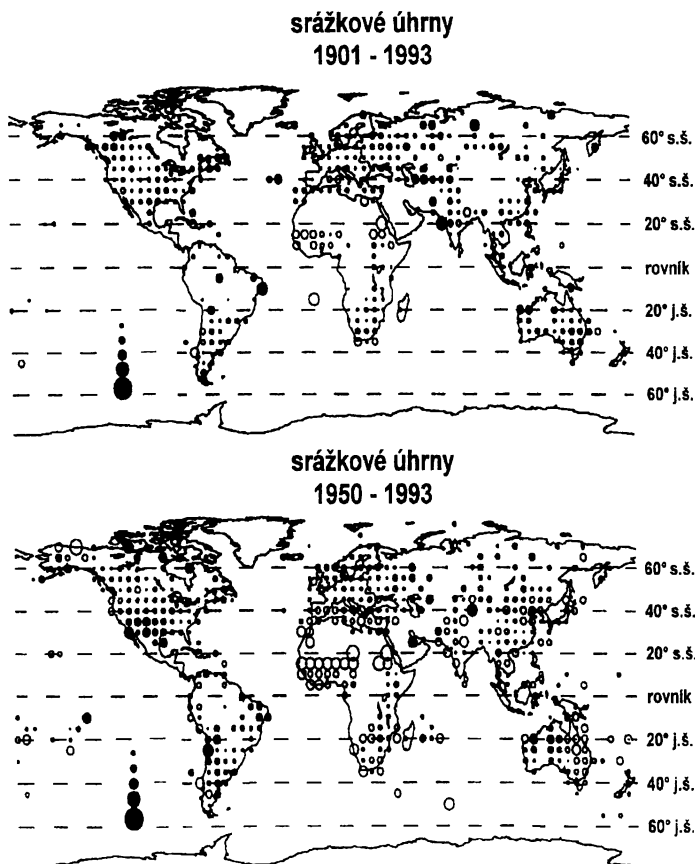 srážkové úhrny
1901 - 1993
60° s.š.
40° s.š.
20° s.š.
rovník
20° j.š.
40° j.š.
60° j.š.
srážkové úhrny
1950 - 1993
60° s.š.
40° s.š.
20° s.š.
rovník
20° j.š.
40° j.š.
60° j.š.